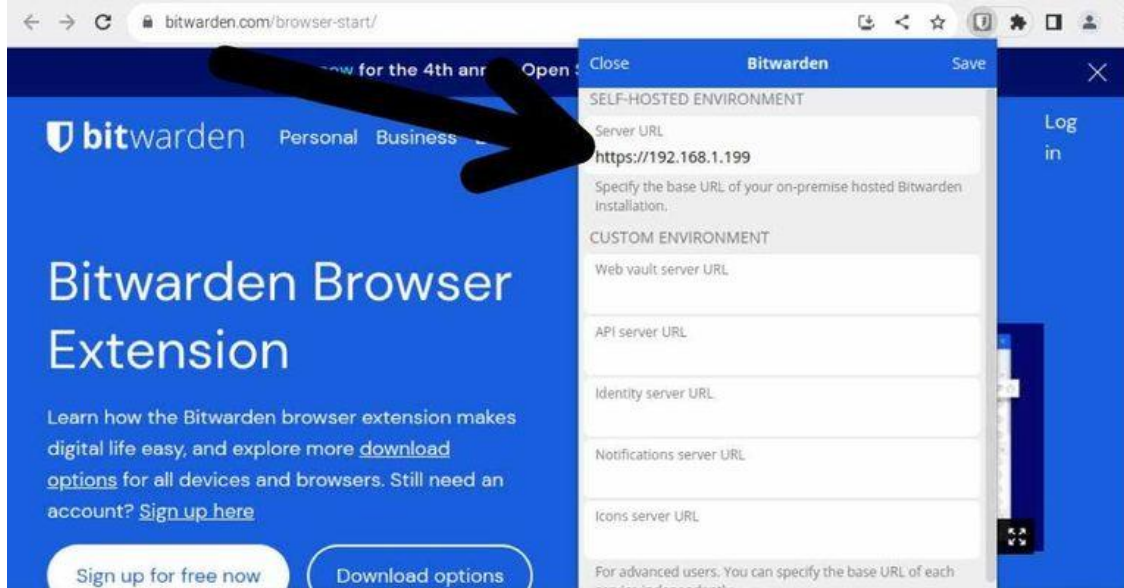 bitwarden.com/browser-start/
for the 4th Open
Close Bitwarden Save
SELF-HOSTED ENVIRONMENT
Server URL
https://192.168.1.199
Specify the base URL of your on-premise hosted Bitwarden
installation.
CUSTOM ENVIRONMENT
Web vault server URL
API server URL
Identity server URL
Notifications server URL
Icons server URL
For advanced users. You can specify the base URL of each
bitwarden Personal Business
Log
in
Bitwarden Browser
Extension
Learn how the Bitwarden browser extension makes
digital life easy, and explore more download
options for all devices and browsers. Still need an
account? Sign up here
Sign up for free now Download options